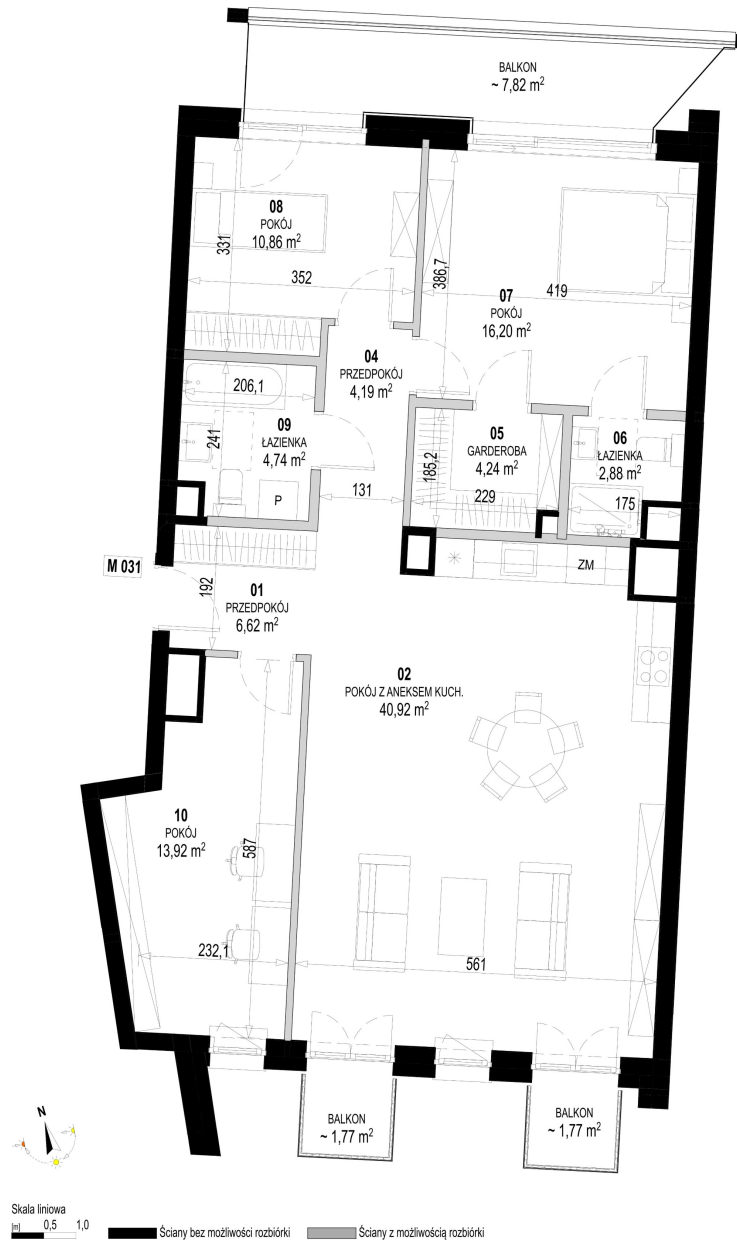 BALKON
~ 7,82 m²
08
POKÓJ
10,86 m²
331
352
386,7
419
07
POKÓJ
16,20 m²
04
PRZEDPOKÓJ
4,19 m²
206,1
09
ŁAZIENKA
4,74 m²
241
P
131
05
GARDEROBA
4,24 m²
185,2
229
06
ŁAZIENKA
2,88 m²
175
M 031
192
01
PRZEDPOKÓJ
6,62 m²
ZM
02
POKÓJ Z ANEKSEM KUCH.
40,92 m²
10
POKÓJ
13,92 m²
587
232,1
561
BALKON
~ 1,77 m²
BALKON
~ 1,77 m²
N
Skala liniowa
[m] 0,5 1,0
Ściany bez możliwości rozbiórki
Ściany z możliwością rozbiórki